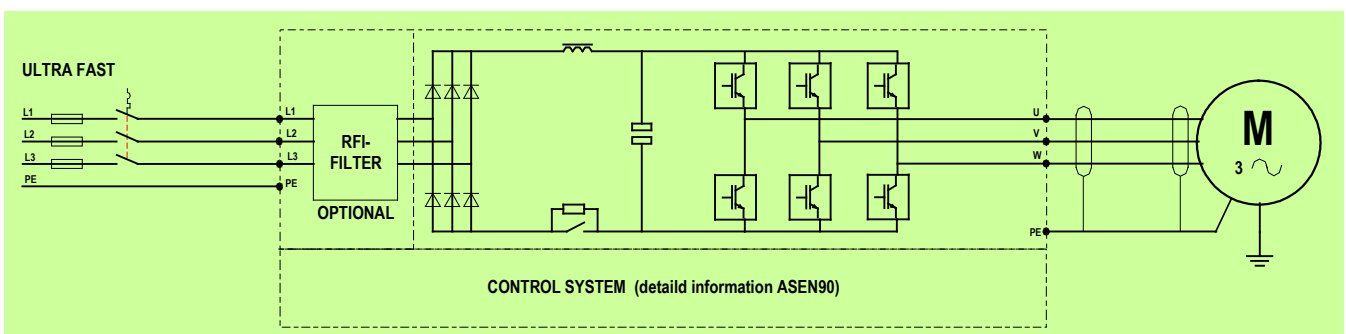 ULTRA FAST
L1
L2
L3
PE
L1
L2
L3
PE
RFI-
FILTER
OPTIONAL
U
V
W
PE
M
3
CONTROL SYSTEM (detaild information ASEN90)